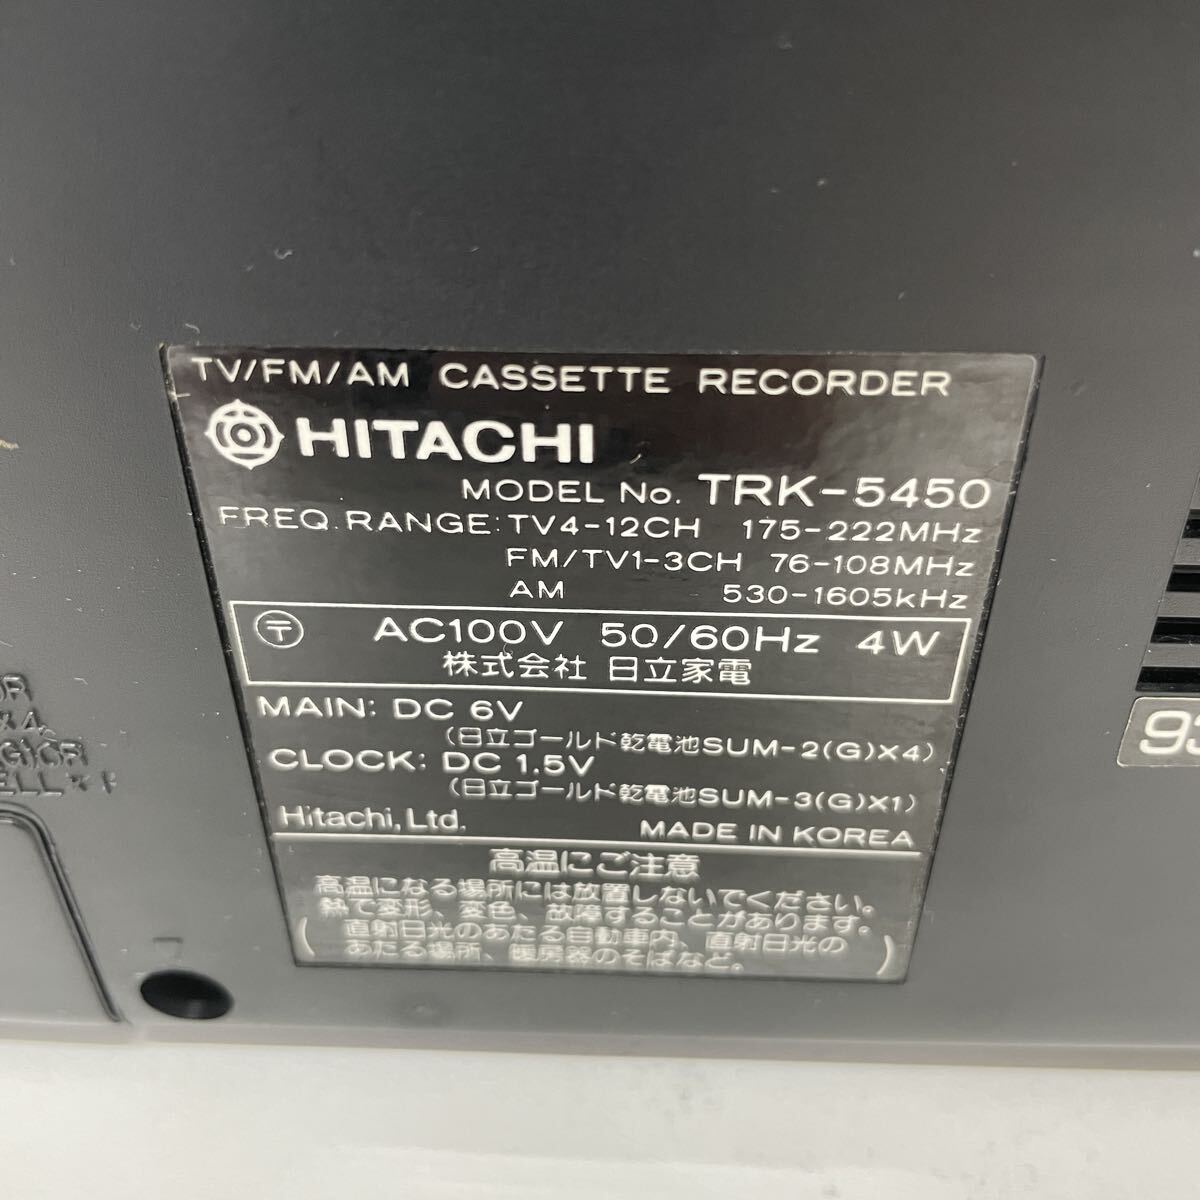 TV/FM/AM CASSETTE RECORDER
HITACHI
MODEL No. TRK-5450
FREQ. RANGE: TV4-12CH 175-222MHz
FM/TV1-3CH 76-108MHz
AM 530-1605kHz
〒 AC100V 50/60Hz 4W
株式会社 日立家電
MAIN: DC 6V
(日立ゴールド乾電池SUM-2(G)X4)
CLOCK: DC 1.5V
(日立ゴールド乾電池SUM-3(G)X1)
Hitachi, Ltd. MADE IN KOREA
高温にご注意
高温になる場所には放置しないでください。
熱で変形、変色、故障することがあります。
(直射日光のあたる自動車内、直射日光の
あたる場所、暖房器のそばなど。)
OR
X4,
G)OR
ELL